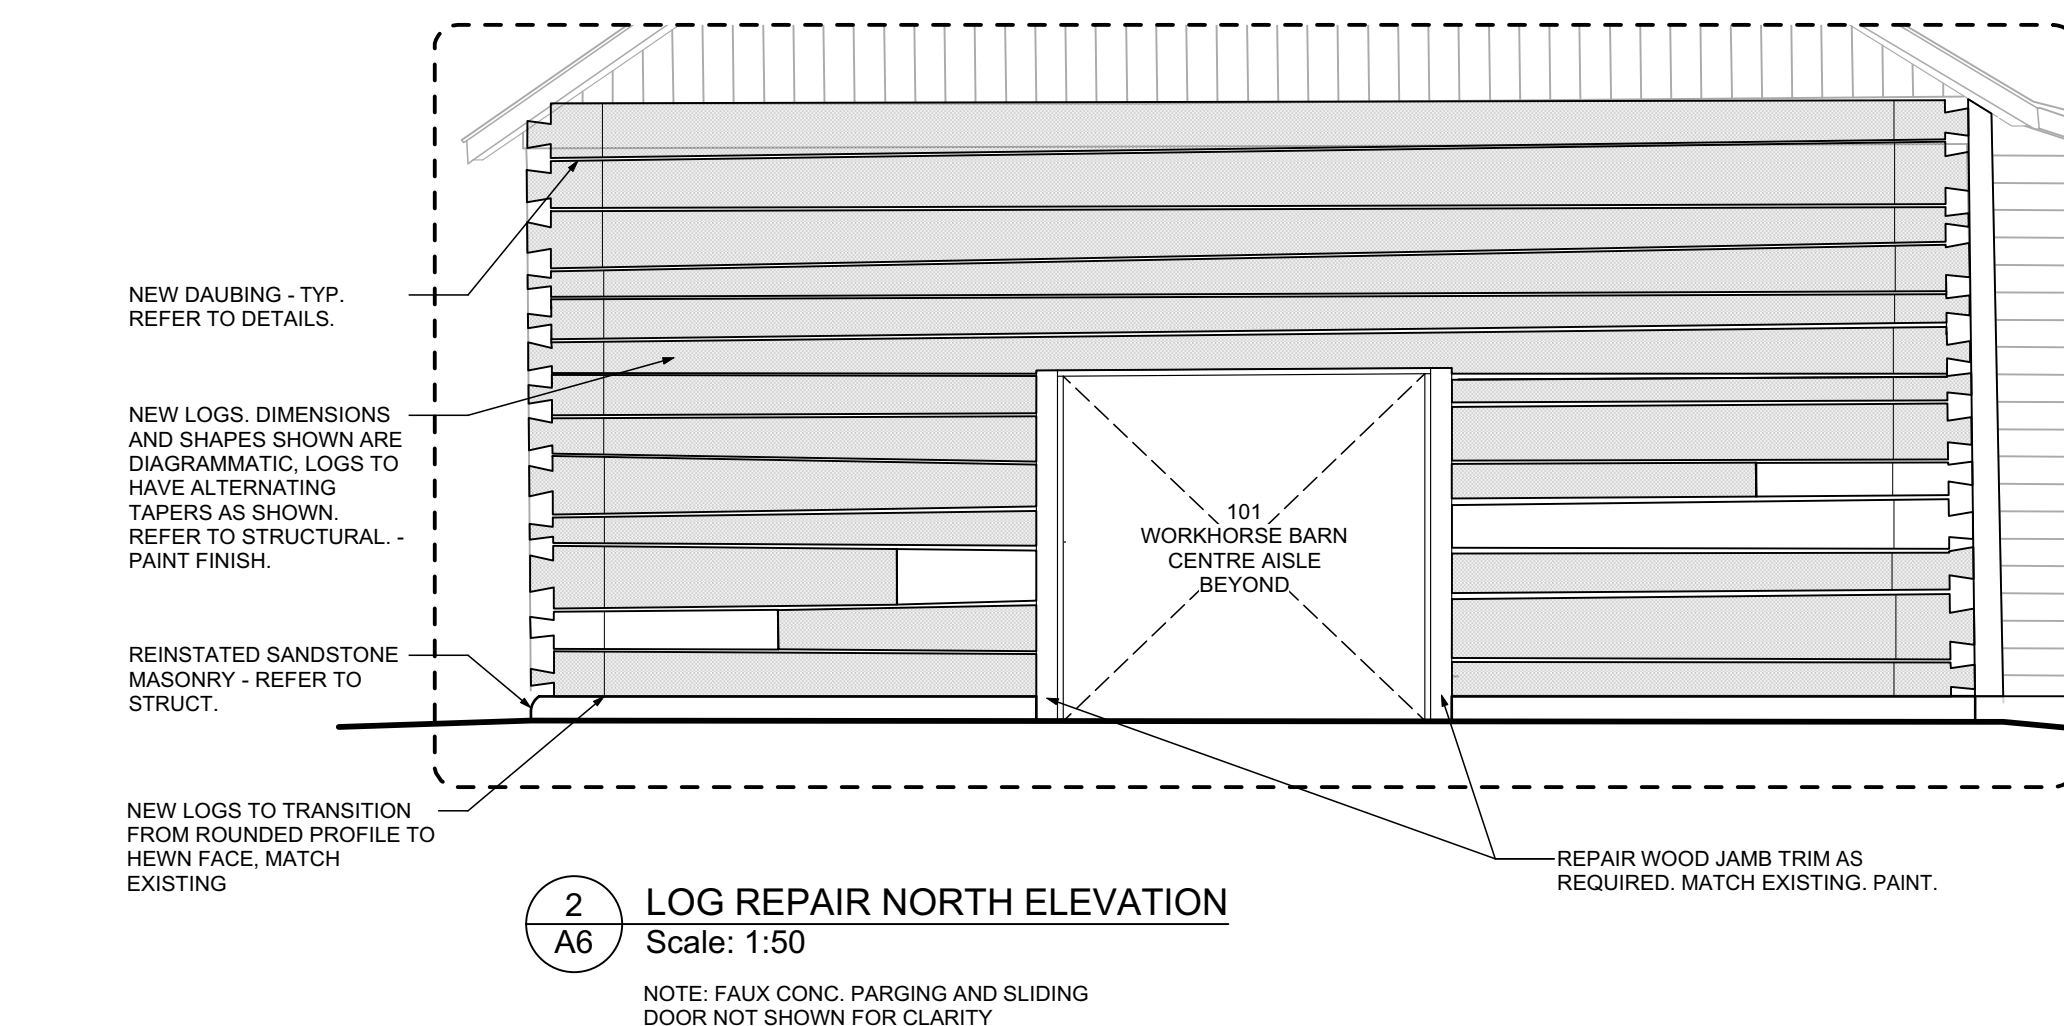 NEW DAUBING - TYP.
REFER TO DETAILS.
NEW LOGS. DIMENSIONS
AND SHAPES SHOWN ARE
DIAGRAMMATIC, LOGS TO
HAVE ALTERNATING
TAPERS AS SHOWN.
REFER TO STRUCTURAL. -
PAINT FINISH.
REINSTATED SANDSTONE
MASONRY - REFER TO
STRUCT.
NEW LOGS TO TRANSITION
FROM ROUNDED PROFILE TO
HEWN FACE, MATCH
EXISTING
101
WORKHORSE BARN
CENTRE AISLE
BEYOND
REPAIR WOOD JAMB TRIM AS
REQUIRED. MATCH EXISTING. PAINT.
2
A6
LOG REPAIR NORTH ELEVATION
Scale: 1:50
NOTE: FAUX CONC. PARGING AND SLIDING
DOOR NOT SHOWN FOR CLARITY